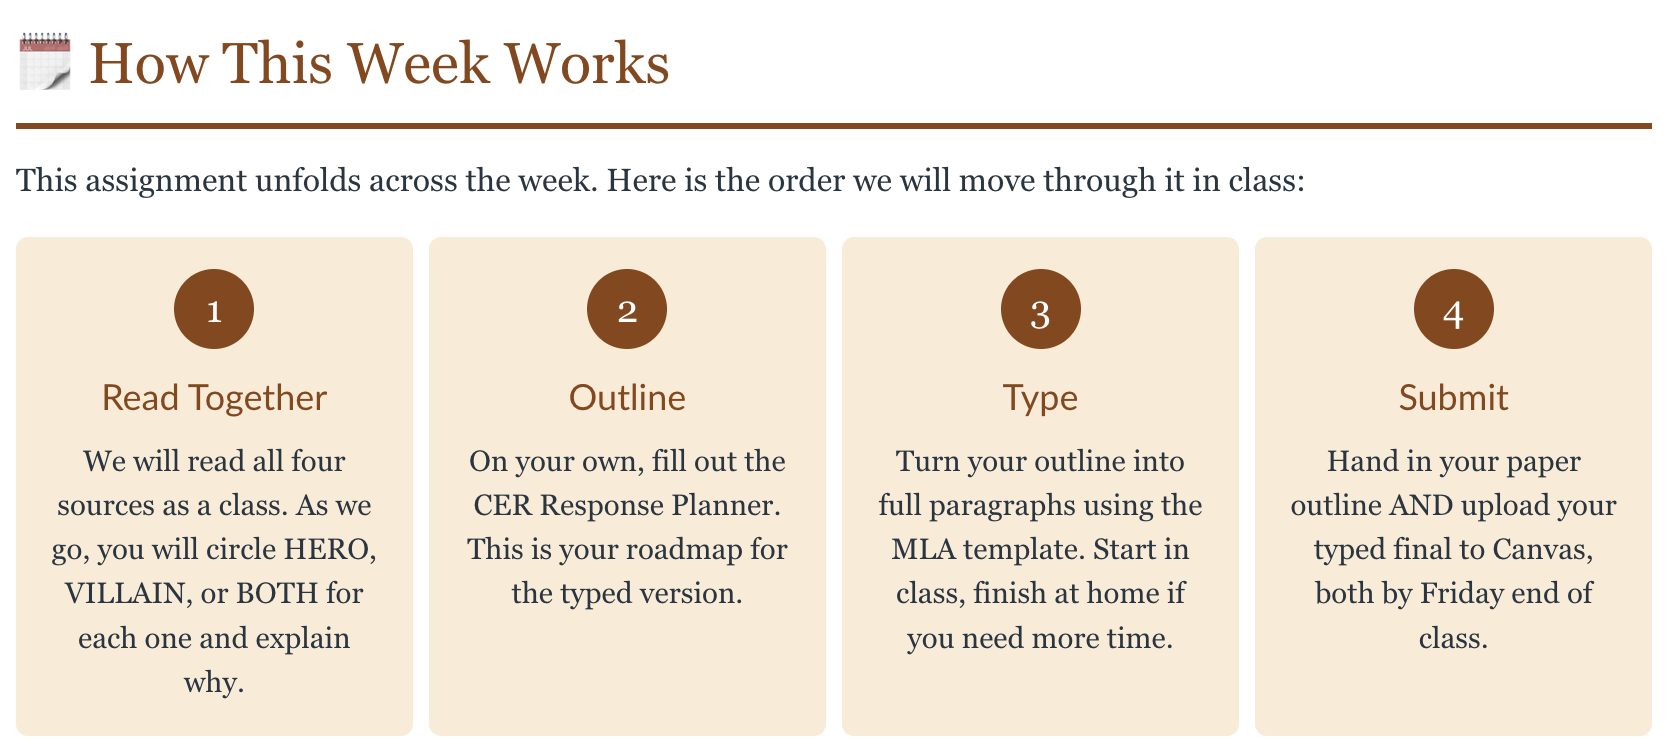 How This Week Works
This assignment unfolds across the week. Here is the order we will move through it in class:
1
Read Together
We will read all four
sources as a class. As we
go, you will circle HERO,
VILLAIN, or BOTH for
each one and explain
why.
2
Outline
On your own, fill out the
CER Response Planner.
This is your roadmap for
the typed version.
3
Type
Turn your outline into
full paragraphs using the
MLA template. Start in
class, finish at home if
you need more time.
4
Submit
Hand in your paper
outline AND upload your
typed final to Canvas,
both by Friday end of
class.